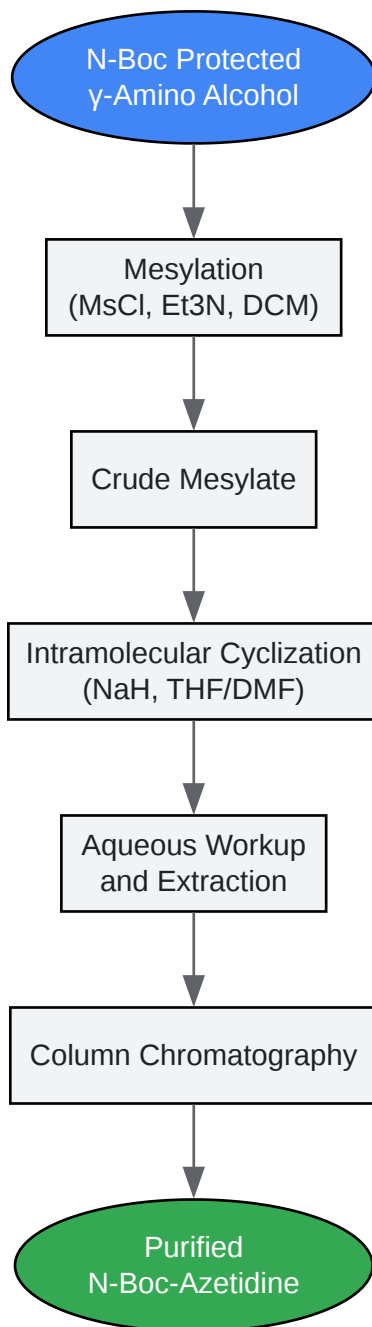 N-Boc Protected
γ-Amino Alcohol
Mesylation
(MsCl, Et3N, DCM)
Crude Mesylate
Intramolecular Cyclization
(NaH, THF/DMF)
Aqueous Workup
and Extraction
Column Chromatography
Purified
N-Boc-Azetidine